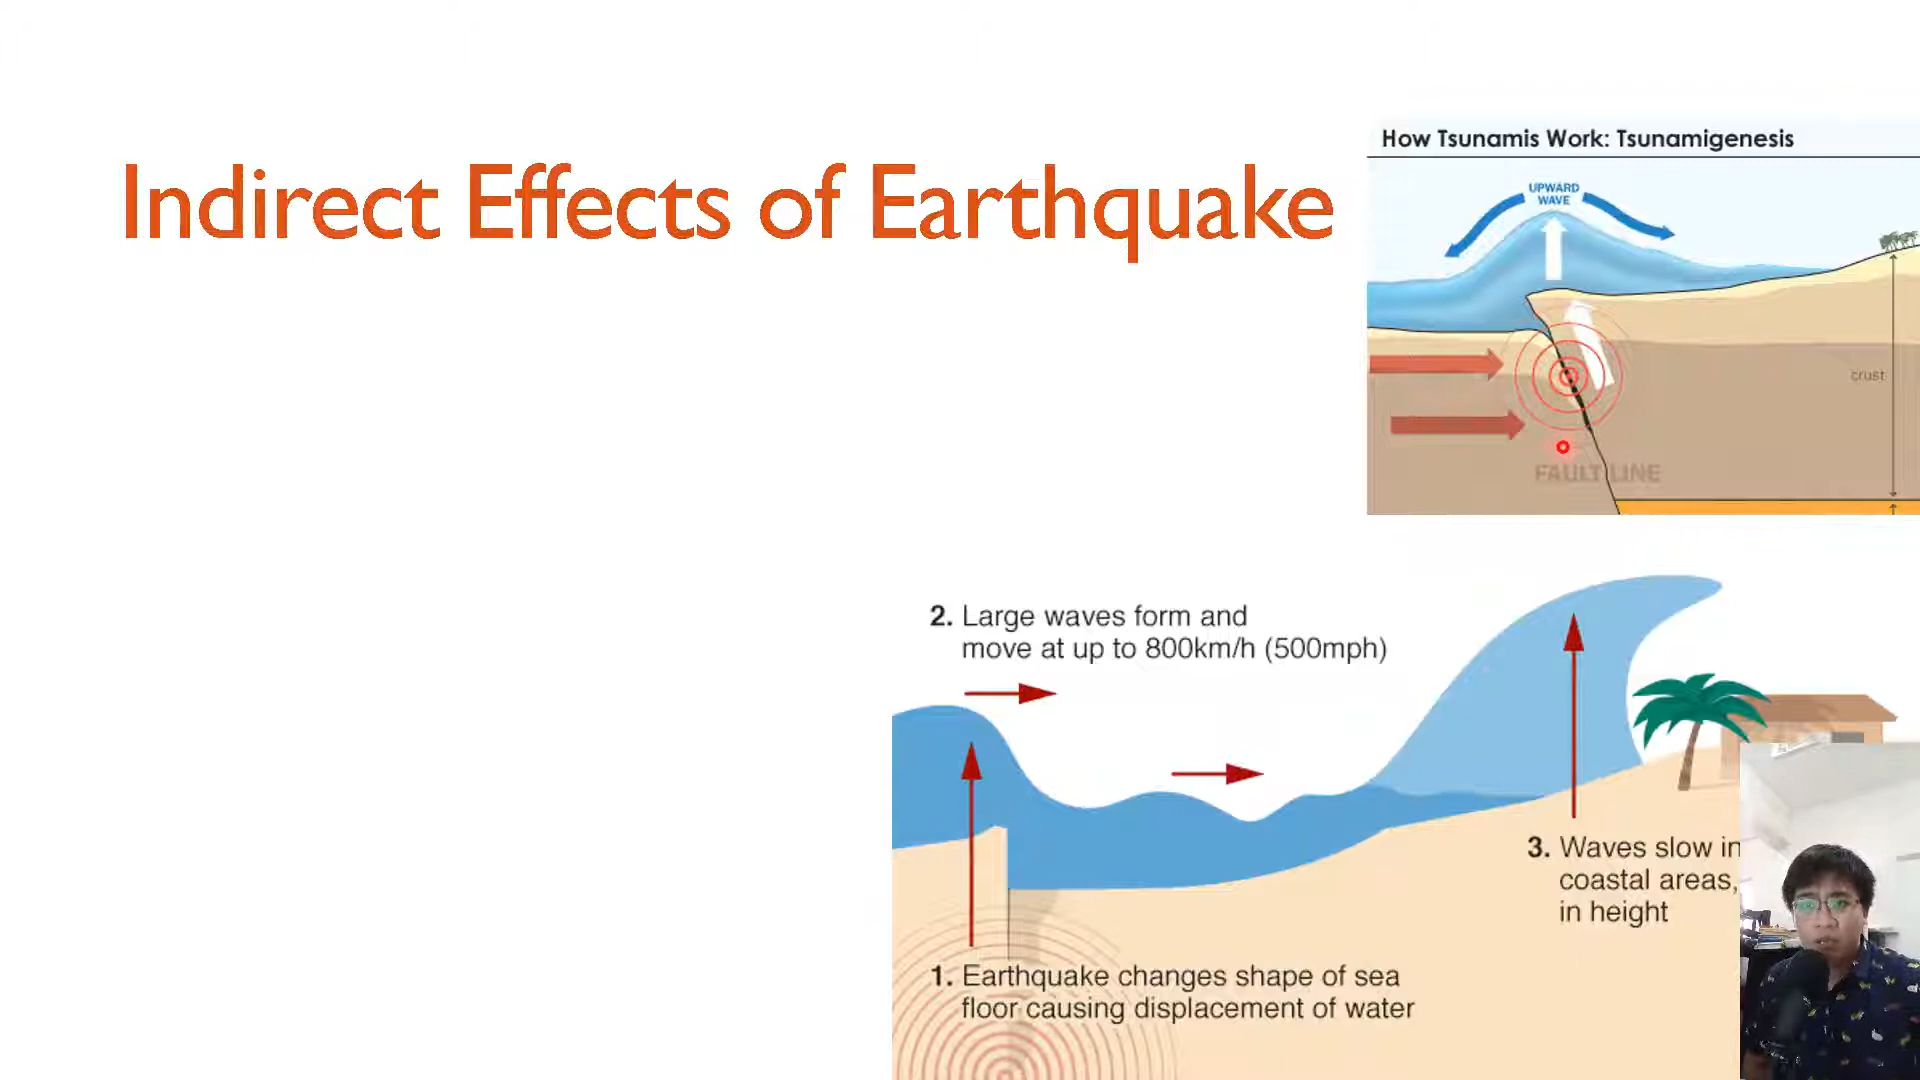 Indirect Effects of Earthquake
How Tsunamis Work: Tsunamigenesis
UPWARD
WAVE
crust
FAULT LINE
2. Large waves form and
move at up to 800km/h (500mph)
3. Waves slow in
coastal areas,
in height
1. Earthquake changes shape of sea
floor causing displacement of water